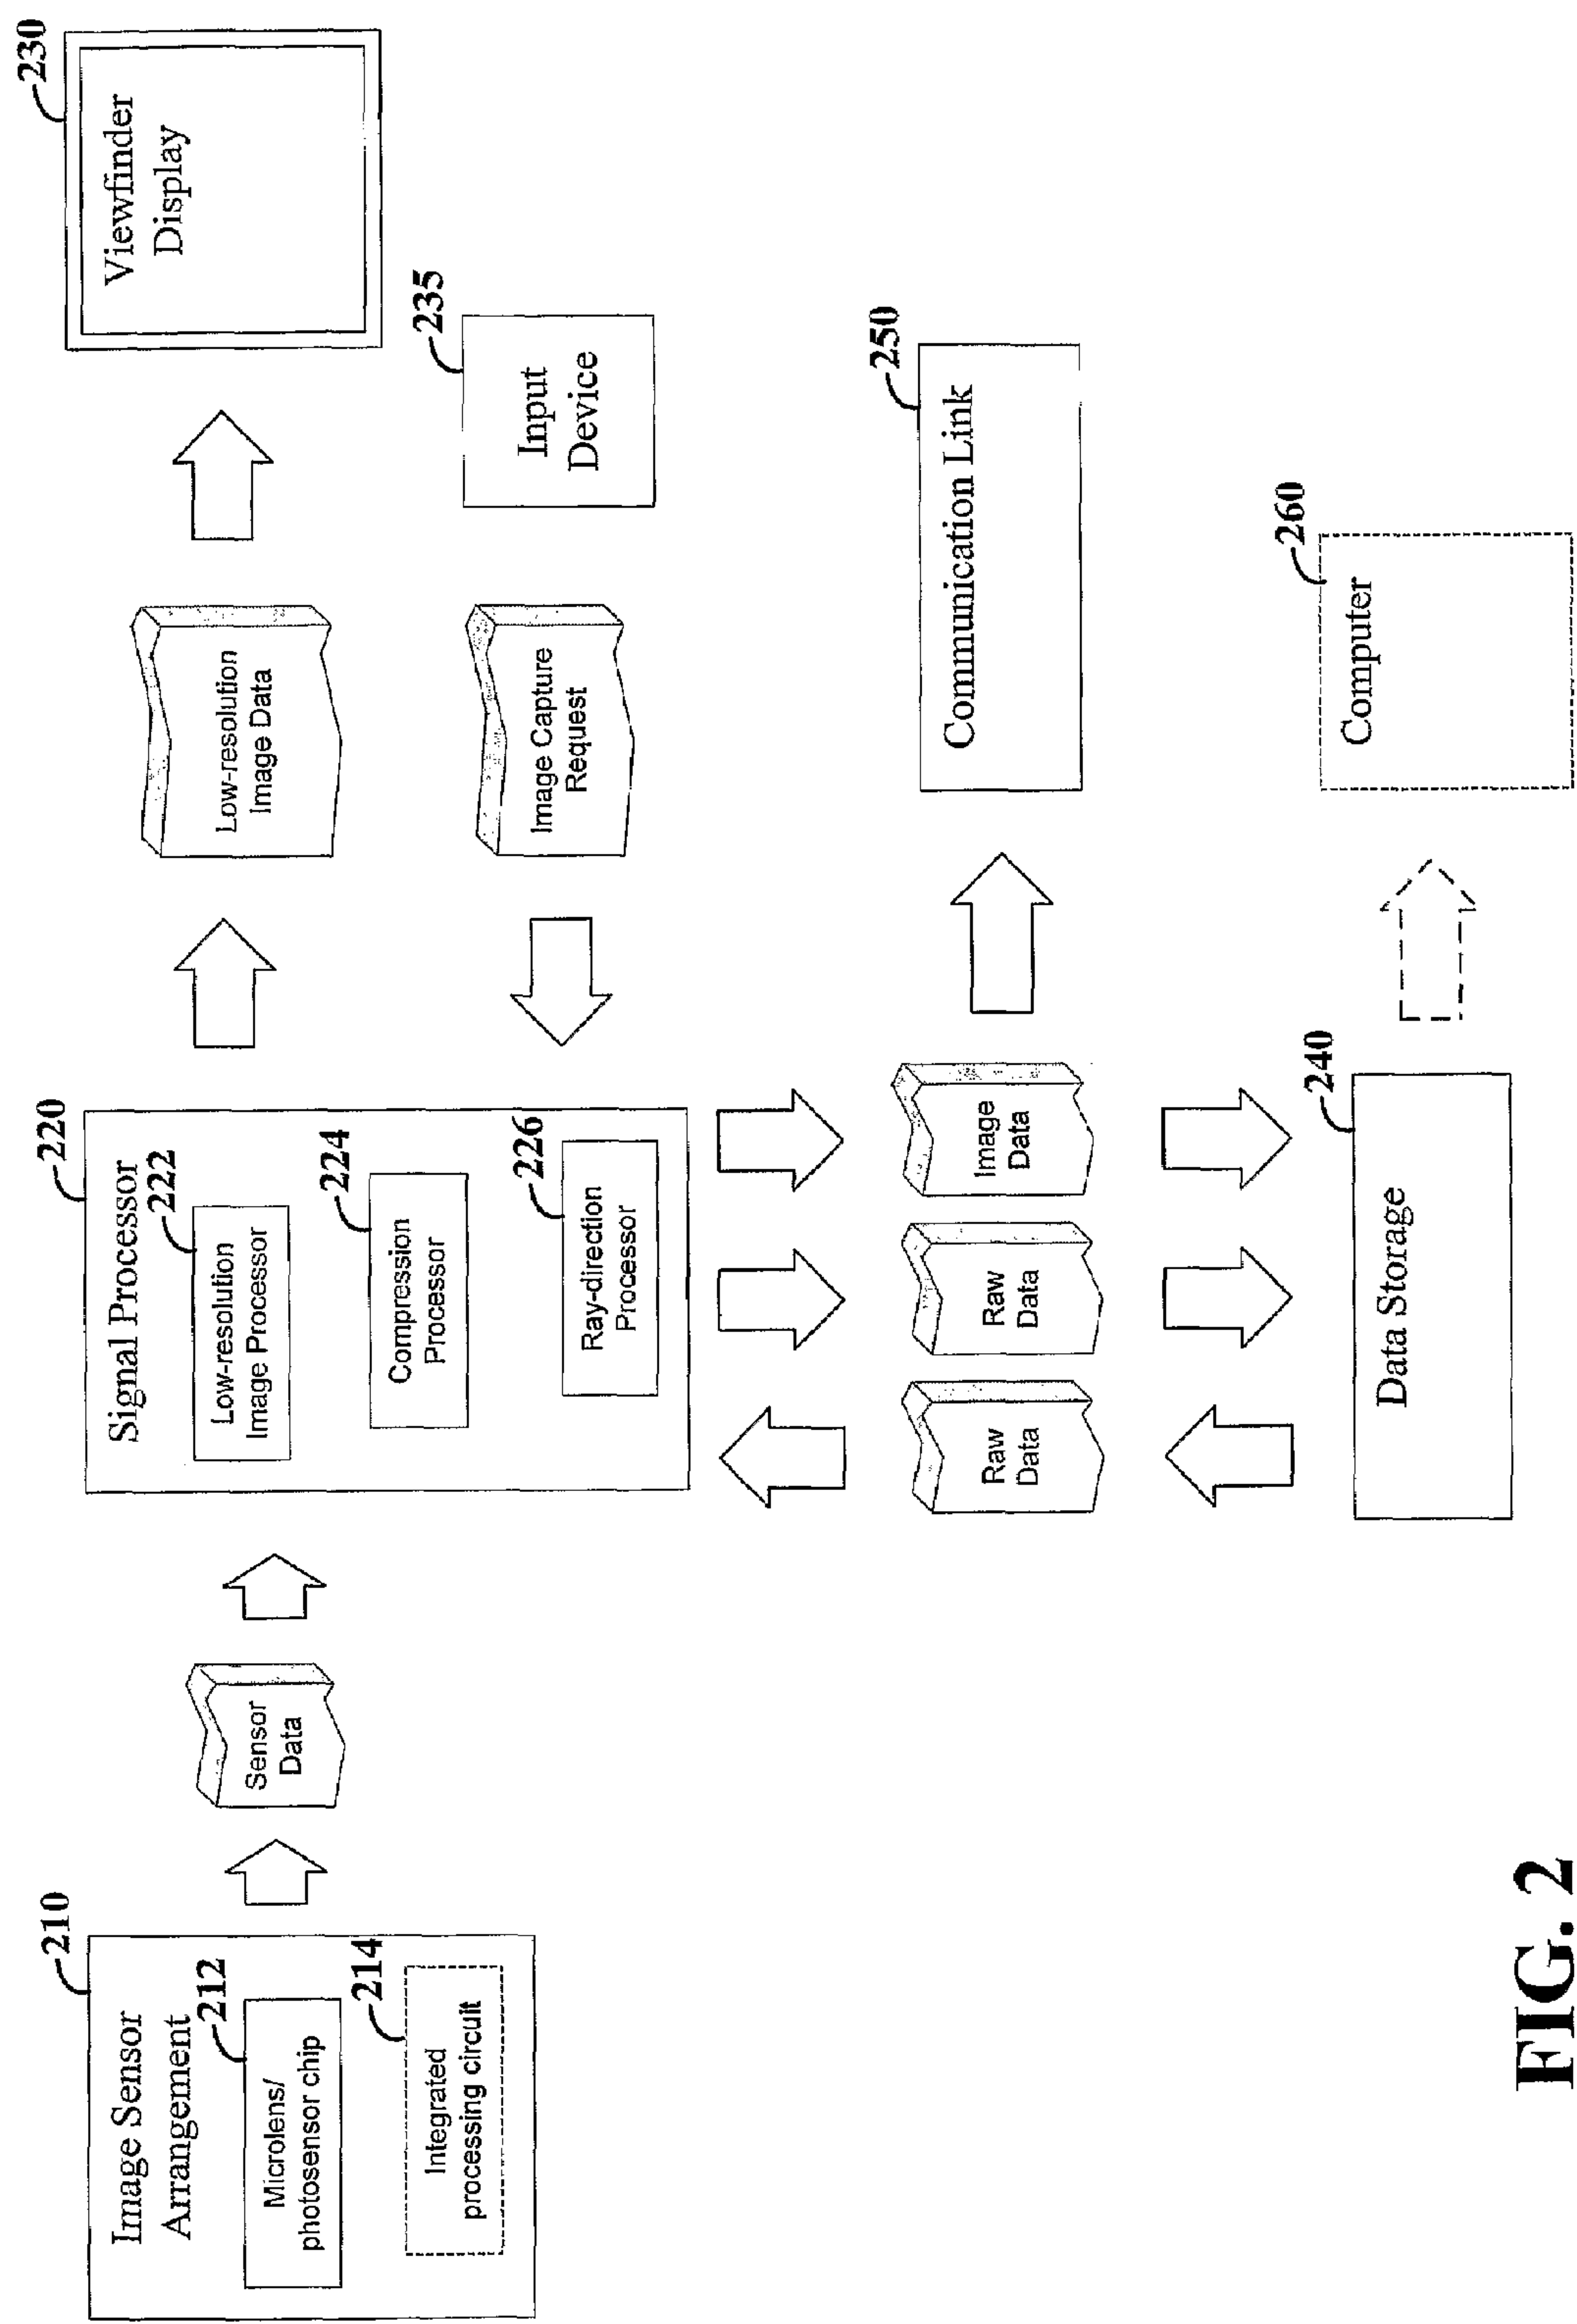 210
Image Sensor
Arrangement
212
Microlens/
photosensor chip
214
Integrated
processing circuit
Sensor
Data
220
Signal Processor
222
Low-resolution
Image Processor
224
Compression
Processor
226
Ray-direction
Processor
Low-resolution
Image Data
230
Viewfinder
Display
Image Capture
Request
235
Input
Device
Raw
Data
Raw
Data
Image
Data
250
Communication Link
240
Data Storage
260
Computer
FIG. 2